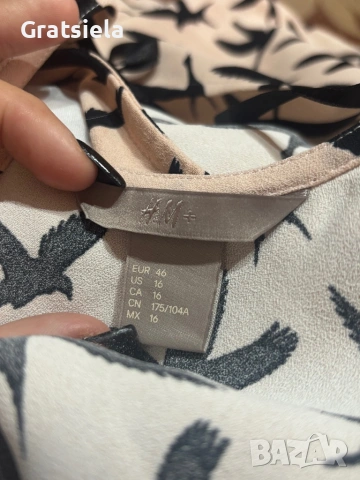 Gratsiela
H&M+
EUR 46
US 16
CA 16
CN 175/104A
MX 16
BAZAR